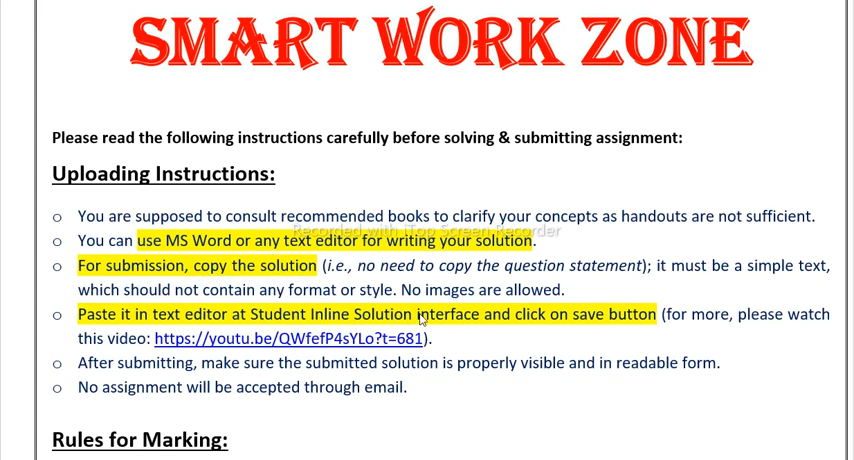 SMART WORK ZONE
Please read the following instructions carefully before solving & submitting assignment:
Uploading Instructions:
o You are supposed to consult recommended books to clarify your concepts as handouts are not sufficient.
Recorded with iTop Screen Recorder
o You can use MS Word or any text editor for writing your solution.
o For submission, copy the solution (i.e., no need to copy the question statement); it must be a simple text,
which should not contain any format or style. No images are allowed.
o Paste it in text editor at Student Inline Solution interface and click on save button (for more, please watch
this video: https://youtu.be/QWfefP4sYLo?t=681).
o After submitting, make sure the submitted solution is properly visible and in readable form.
o No assignment will be accepted through email.
Rules for Marking: